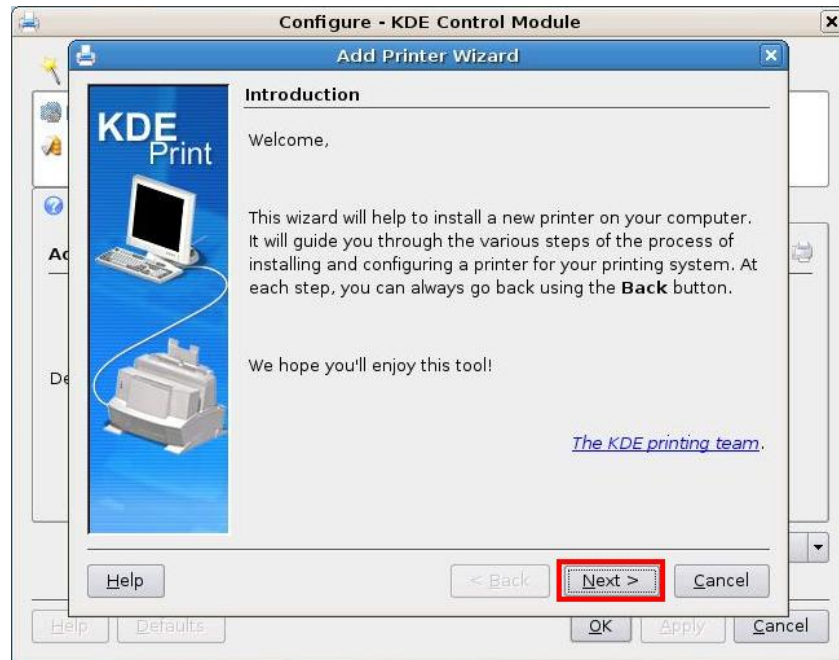 Configure - KDE Control Module
Add Printer Wizard
KDE
Print
Introduction
Welcome,
This wizard will help to install a new printer on your computer.
It will guide you through the various steps of the process of
installing and configuring a printer for your printing system. At
each step, you can always go back using the Back button.
We hope you'll enjoy this tool!
The KDE printing team.
Help
< Back
Next >
Cancel
Help
Defaults
OK
Apply
Cancel